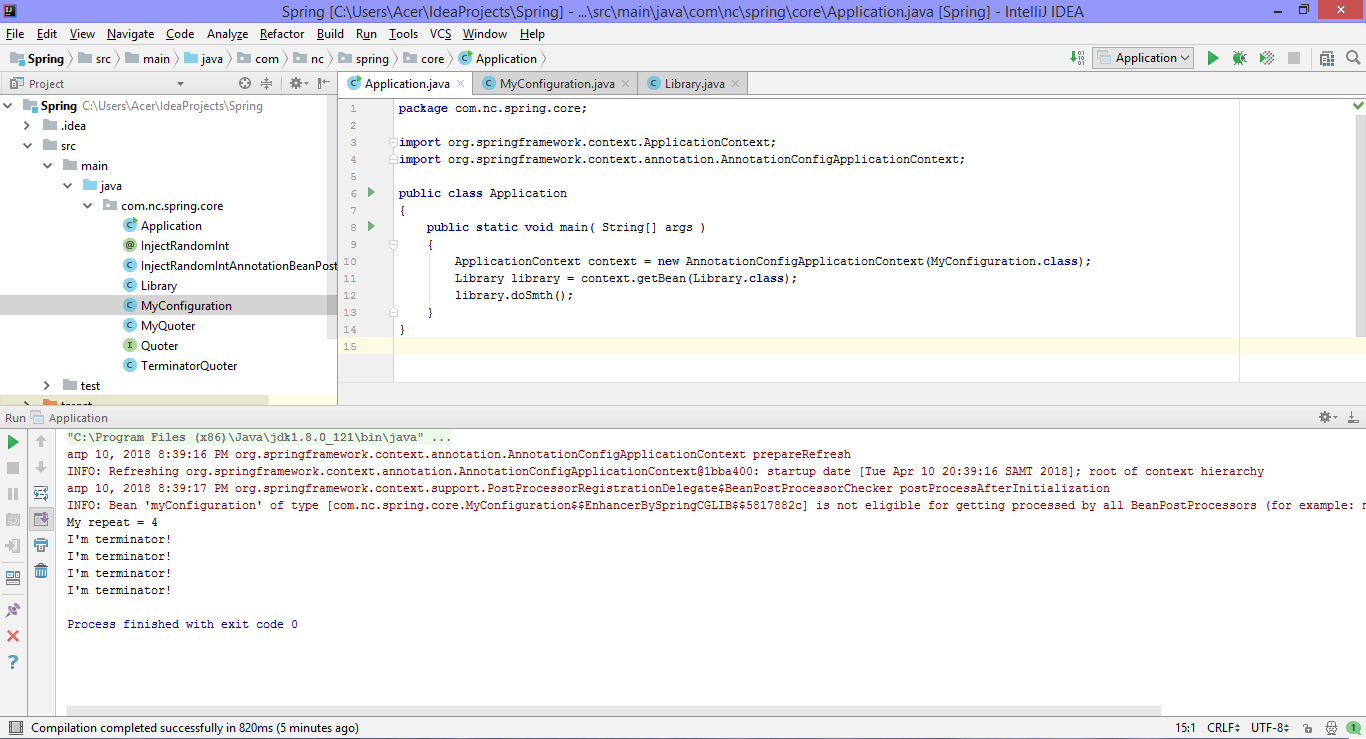 Spring [C:\Users\Acer\IdeaProjects\Spring] - ...\src\main\java\com\nc\spring\core\Application.java [Spring] - IntelliJ IDEA
File Edit View Navigate Code Analyze Refactor Build Run Tools VCS Window Help
Spring src main java com nc spring core Application
Application
Project
Application.java MyConfiguration.java Library.java
Spring C:\Users\Acer\IdeaProjects\Spring
.idea
src
main
java
com.nc.spring.core
Application
InjectRandomInt
InjectRandomIntAnnotationBeanPost
Library
MyConfiguration
MyQuoter
Quoter
TerminatorQuoter
test
1 package com.nc.spring.core;
2
3 import org.springframework.context.ApplicationContext;
4 import org.springframework.context.annotation.AnnotationConfigApplicationContext;
5
6 public class Application
7 {
8 public static void main( String[] args )
9 {
10 ApplicationContext context = new AnnotationConfigApplicationContext(MyConfiguration.class);
11 Library library = context.getBean(Library.class);
12 library.doSmth();
13 }
14 }
15
Run Application
"C:\Program Files (x86)\Java\jdk1.8.0_121\bin\java" ...
апр 10, 2018 8:39:16 PM org.springframework.context.annotation.AnnotationConfigApplicationContext prepareRefresh
INFO: Refreshing org.springframework.context.annotation.AnnotationConfigApplicationContext@1bba400: startup date [Tue Apr 10 20:39:16 SAMT 2018]; root of context hierarchy
апр 10, 2018 8:39:17 PM org.springframework.context.support.PostProcessorRegistrationDelegate$BeanPostProcessorChecker postProcessAfterInitialization
INFO: Bean 'myConfiguration' of type [com.nc.spring.core.MyConfiguration$$EnhancerBySpringCGLIB$$5817882c] is not eligible for getting processed by all BeanPostProcessors (for example:
My repeat = 4
I'm terminator!
I'm terminator!
I'm terminator!
I'm terminator!
Process finished with exit code 0
Compilation completed successfully in 820ms (5 minutes ago)
15:1 CRLF UTF-8 1